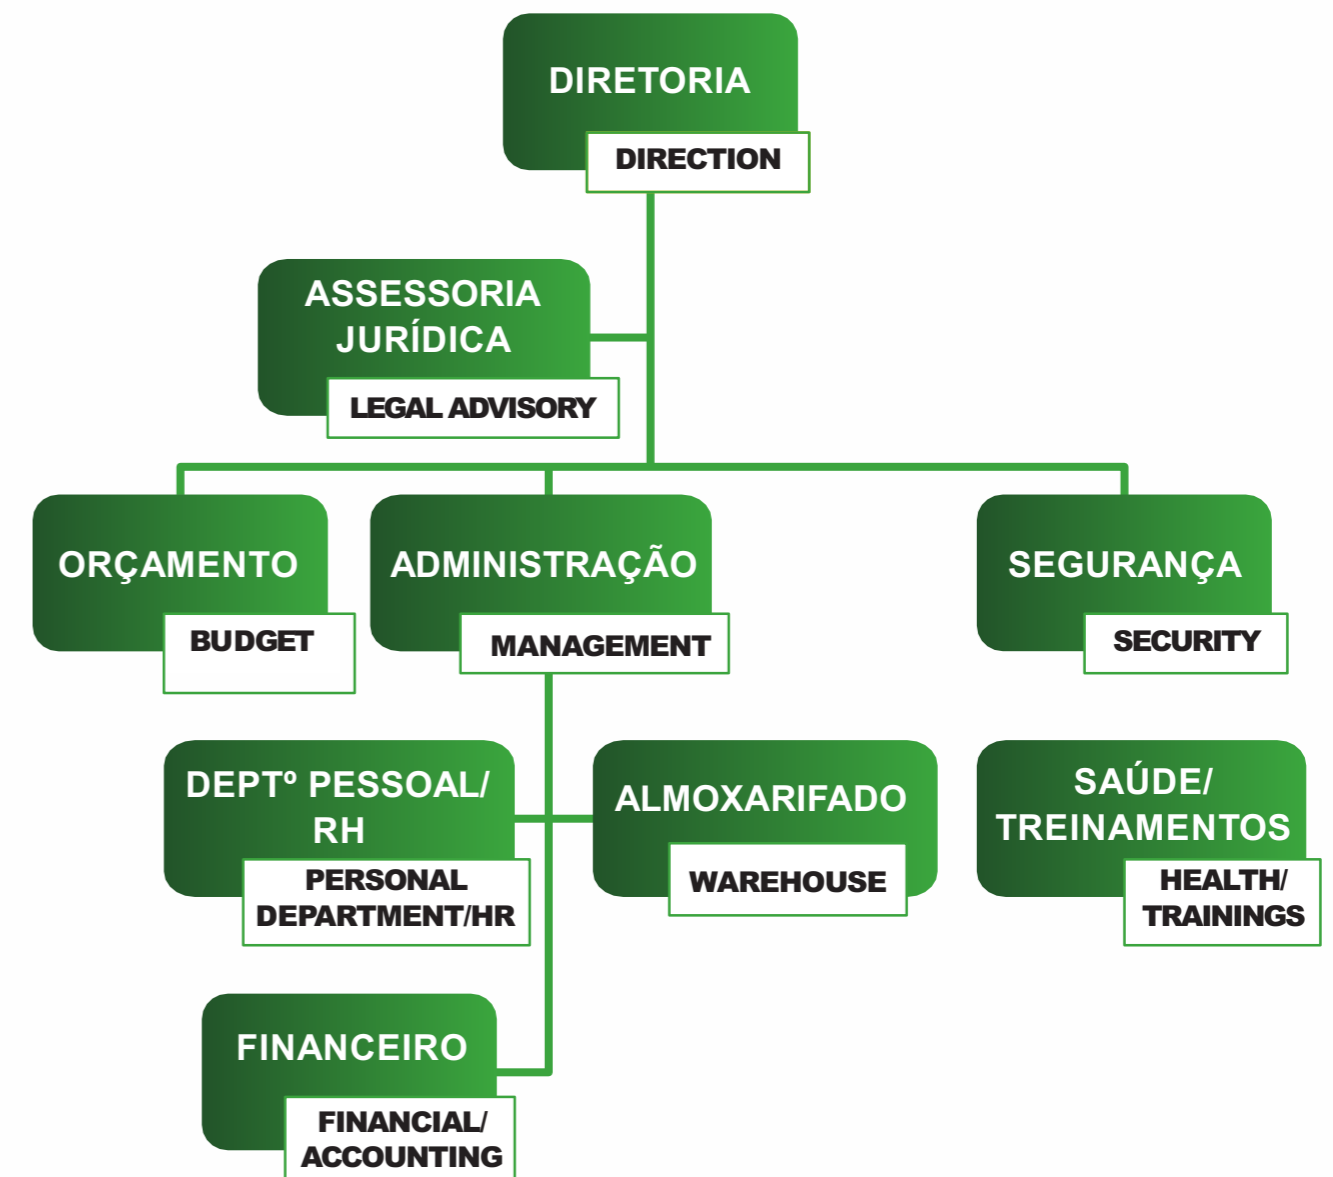 DIRETORIA
DIRECTION
ASSESSORIA
JURÍDICA
LEGAL ADVISORY
ORÇAMENTO
BUDGET
ADMINISTRAÇÃO
MANAGEMENT
SEGURANÇA
SECURITY
DEPTº PESSOAL/
RH
PERSONAL
DEPARTMENT/HR
ALMOXARIFADO
WAREHOUSE
SAÚDE/
TREINAMENTOS
HEALTH/
TRAININGS
FINANCEIRO
FINANCIAL/
ACCOUNTING